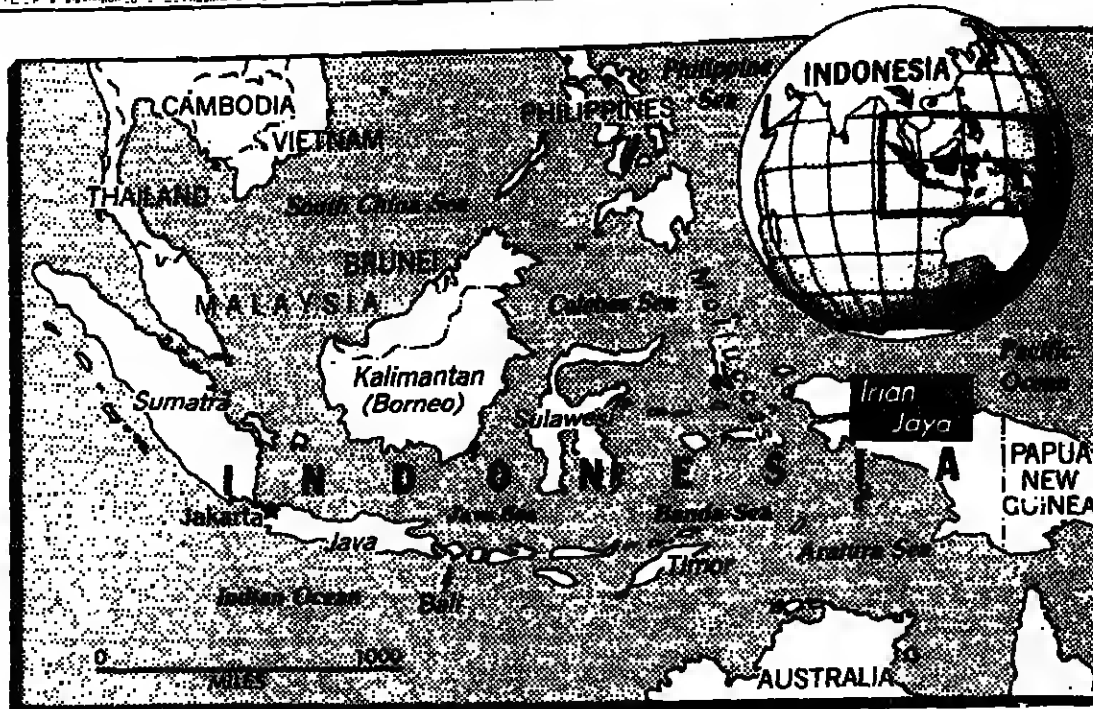 INDONESIA
Philippine
Sea
PHILIPPINES
CAMBODIA
VIETNAM
THAILAND
South China Sea
BRUNEI
MALAYSIA
Celebes Sea
Moluccas
Pacific
Ocean
Irian
Jaya
Kalimantan
(Borneo)
Sumatra
Sulawesi
INDONESIA
PAPUA
NEW
GUINEA
Jakarta
Java Sea
Banda Sea
Java
Arafura Sea
Timor
Indian Ocean
Bali
0 1000
MILES
AUSTRALIA